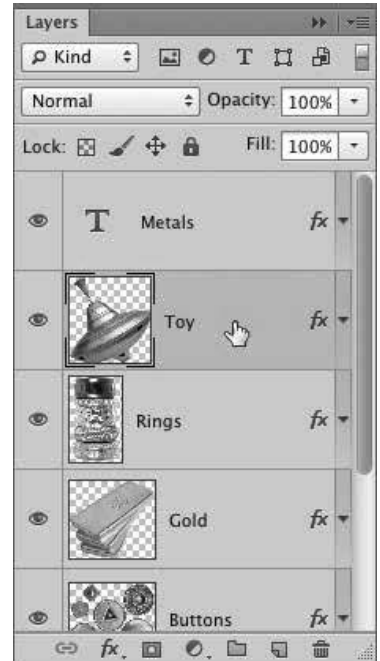 Layers
Kind T
Normal Opacity: 100%
Lock: Fill: 100%
T Metals fx
Toy fx
Rings fx
Gold fx
Buttons fx
fx